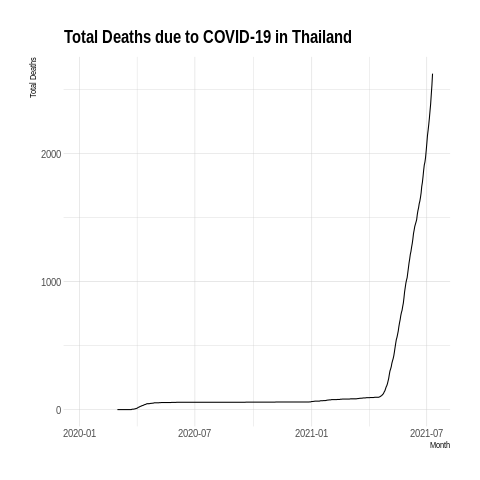 Total Deaths due to COVID-19 in Thailand
Total Deaths
2000
1000
0
2020-01 2020-07 2021-01 2021-07
Month